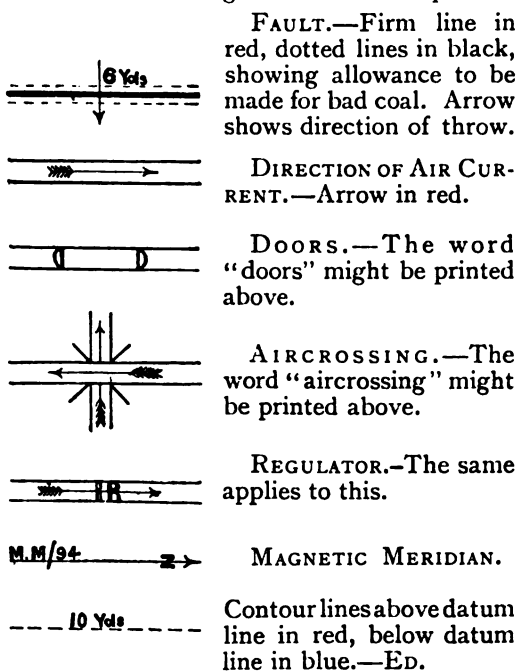 FAULT.—Firm line in
red, dotted lines in black,
6 Yds
showing allowance to be
made for bad coal. Arrow
shows direction of throw.
DIRECTION OF AIR CUR-
RENT.—Arrow in red.
DOORS.—The word
"doors" might be printed
above.
AIRCROSSING.—The
word "aircrossing" might
be printed above.
REGULATOR.–The same
R
applies to this.
M.M/94 N MAGNETIC MERIDIAN.
10 Yds
Contour lines above datum
line in red, below datum
line in blue.—ED.